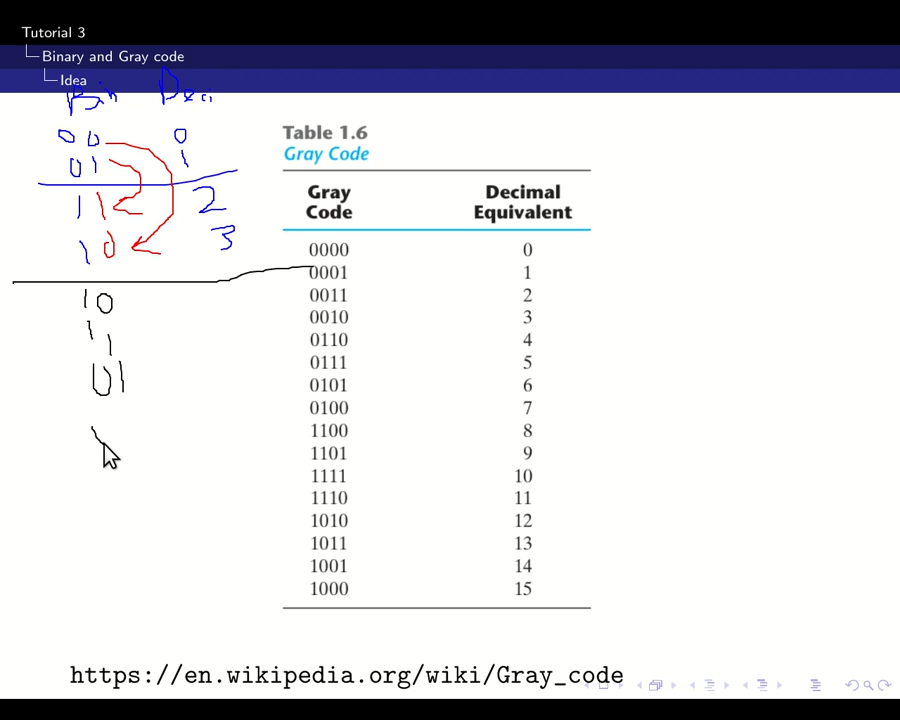 Tutorial 3
Binary and Gray code
Idea
Bin Deci
00 0
01 1
11 2
10 3
10
11
01
Table 1.6
Gray Code
Gray Code Decimal Equivalent
0000 0
0001 1
0011 2
0010 3
0110 4
0111 5
0101 6
0100 7
1100 8
1101 9
1111 10
1110 11
1010 12
1011 13
1001 14
1000 15
https://en.wikipedia.org/wiki/Gray_code